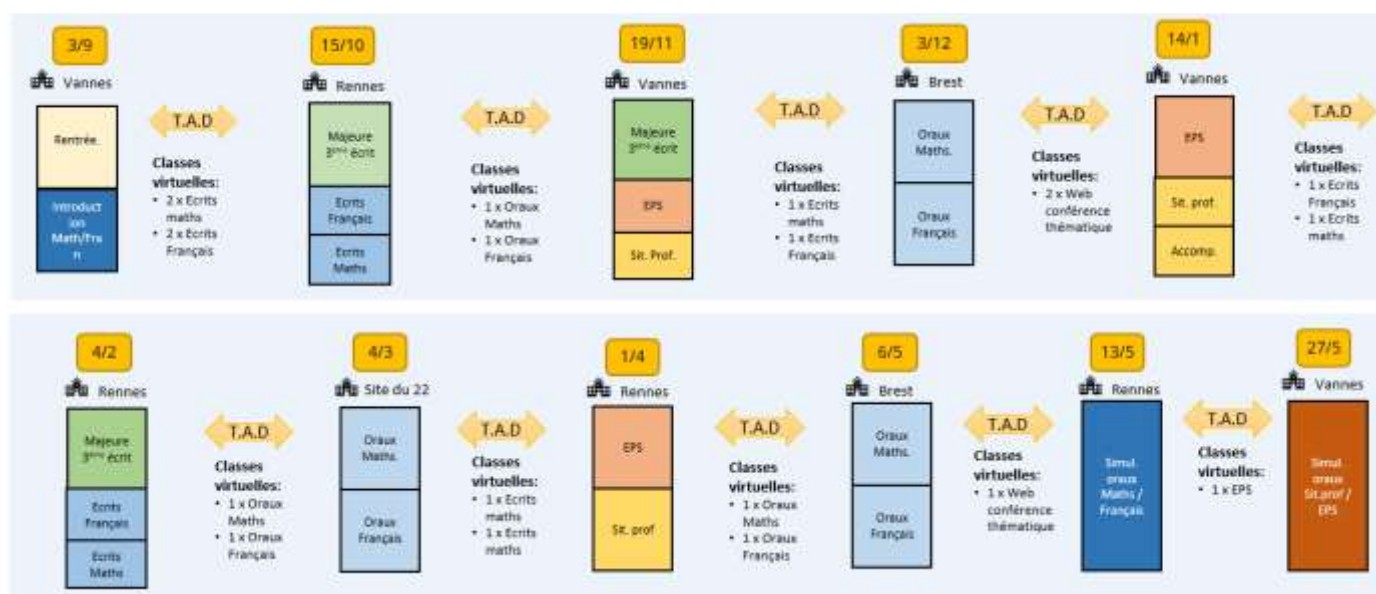 3/9
Vannes
Rentrée.
Introduct
ion
Math/Fra
n
T.A.D
Classes
virtuelles:
• 2 x Ecrits
maths
• 2 x Ecrits
Français
15/10
Rennes
Majeure
3ème écrit
Ecrits
Français
Ecrits
Maths
T.A.D
Classes
virtuelles:
• 1 x Oraux
Maths
• 1 x Oraux
Français
19/11
Vannes
Majeure
3ème écrit
EPS
Sit. Prof.
T.A.D
Classes
virtuelles:
• 1 x Ecrits
maths
• 1 x Ecrits
Français
3/12
Brest
Oraux
Maths.
Oraux
Français
T.A.D
Classes
virtuelles:
• 2 x Web
conférence
thématique
14/1
Vannes
EPS
Sit. prof.
Accomp.
T.A.D
Classes
virtuelles:
• 1 x Ecrits
Français
• 1 x Ecrits
maths
4/2
Rennes
Majeure
3ème écrit
Ecrits
Français
Ecrits
Maths
T.A.D
Classes
virtuelles:
• 1 x Oraux
Maths
• 1 x Oraux
Français
4/3
Site du 22
Oraux
Maths.
Oraux
Français
T.A.D
Classes
virtuelles:
• 1 x Ecrits
maths
• 1 x Ecrits
maths
1/4
Rennes
EPS
Sit. prof
T.A.D
Classes
virtuelles:
• 1 x Oraux
Maths
• 1 x Oraux
Français
6/5
Brest
Oraux
Maths.
Oraux
Français
T.A.D
Classes
virtuelles:
• 1 x Web
conférence
thématique
13/5
Rennes
Simul.
oraux
Maths /
Français
T.A.D
Classes
virtuelles:
• 1 x EPS
27/5
Vannes
Simul.
oraux
Sit.prof /
EPS